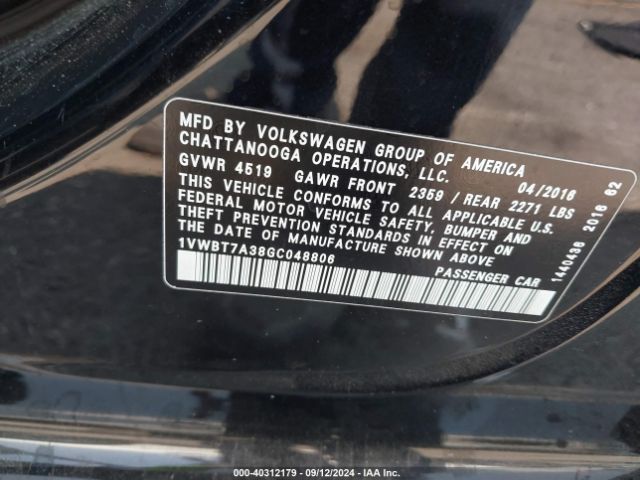 MFD BY VOLKSWAGEN GROUP OF AMERICA
CHATTANOOGA OPERATIONS, LLC. 04/2016
GVWR 4519 GAWR FRONT 2359 / REAR 2271 LBS
THIS VEHICLE CONFORMS TO ALL APPLICABLE U.S.
FEDERAL MOTOR VEHICLE SAFETY, BUMPER AND
THEFT PREVENTION STANDARDS IN EFFECT ON
THE DATE OF MANUFACTURE SHOWN ABOVE
1VWBT7A38GC048806 PASSENGER CAR
1440436 2016 62
000-40312179 - 09/12/2024 - IAA Inc.